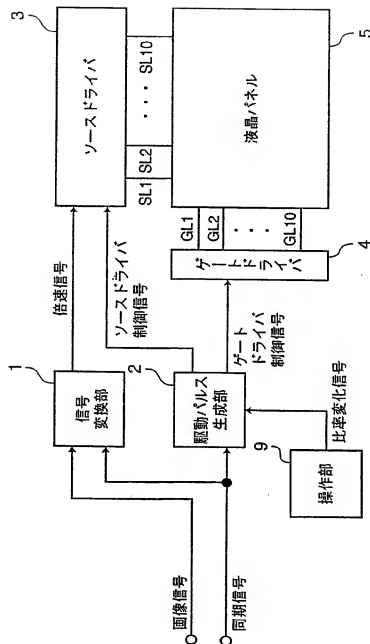 画像信号
同期信号
1
信号
変換部
2
駆動パルス
生成部
9
操作部
比率変化信号
倍速信号
ソースドライバ
制御信号
ゲート
ドライバ
制御信号
3
ソースドライバ
SL1
SL2
・・・
SL10
4
ゲートドライバ
GL1
GL2
・・・
GL10
5
液晶パネル